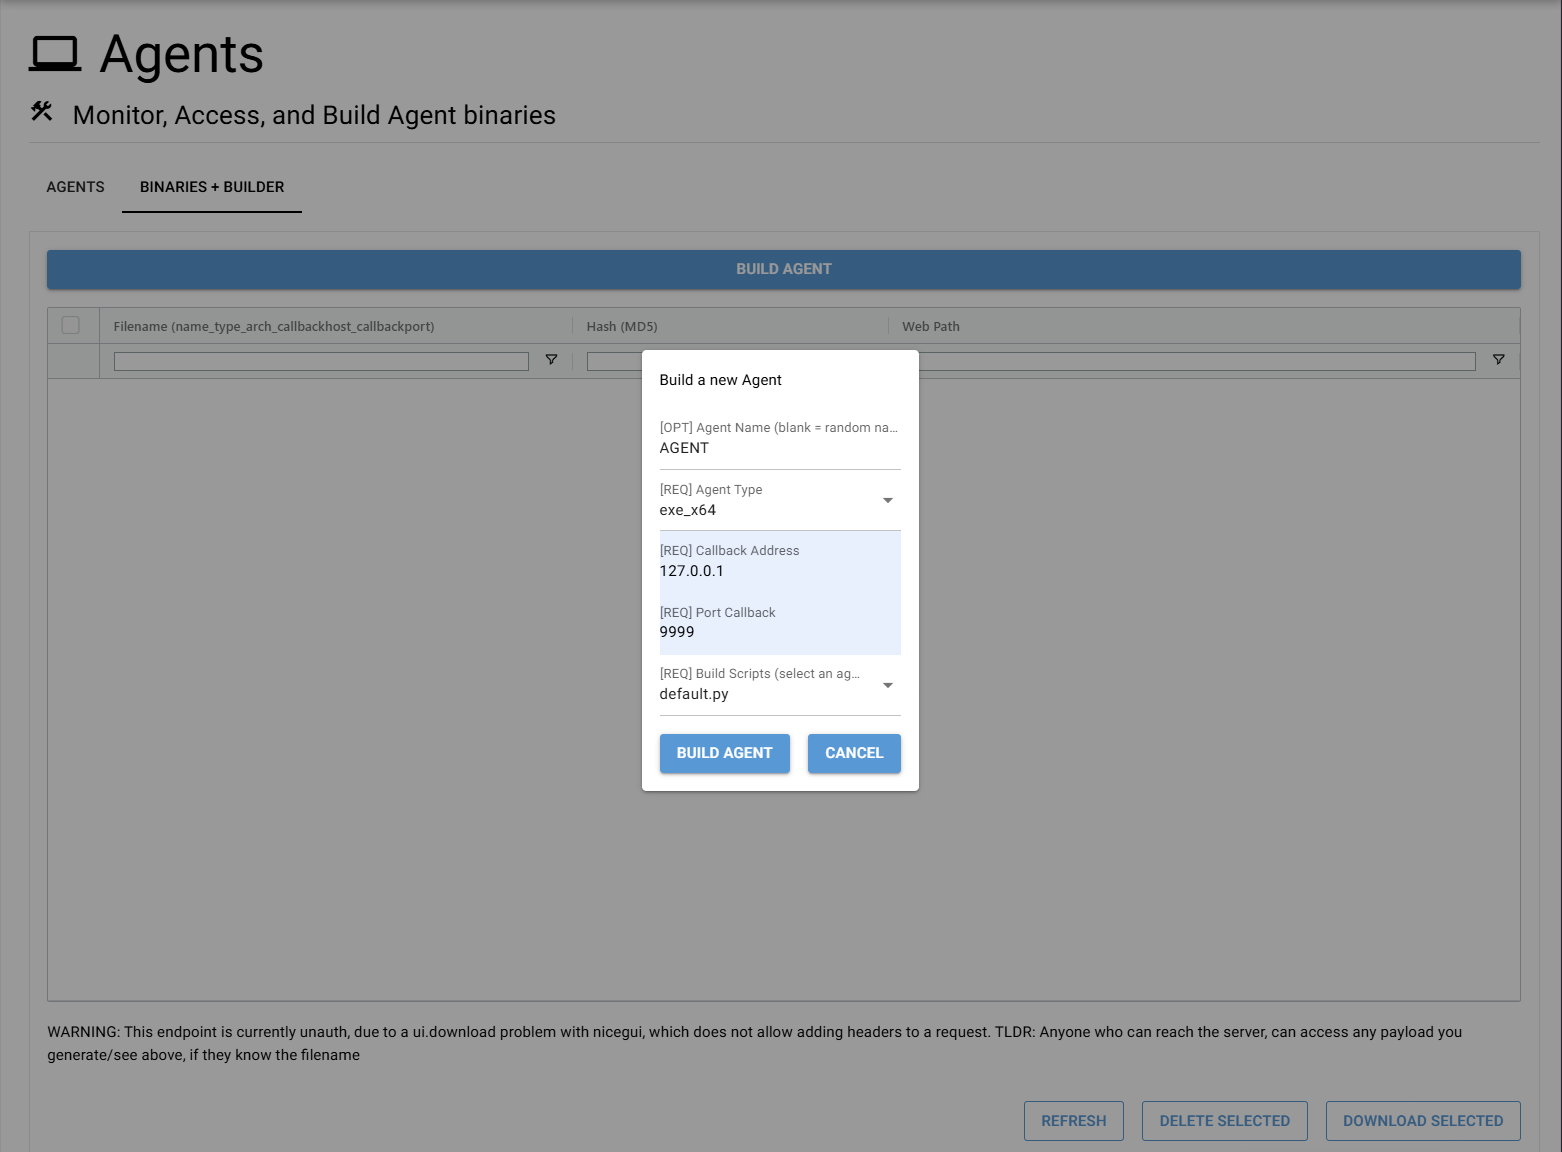 Agents
Monitor, Access, and Build Agent binaries
AGENTS
BINARIES + BUILDER
BUILD AGENT
Filename (name_type_arch_callbackhost_callbackport)
Hash (MD5)
Web Path
Build a new Agent
[OPT] Agent Name (blank = random na...
AGENT
[REQ] Agent Type
exe_x64
[REQ] Callback Address
127.0.0.1
[REQ] Port Callback
9999
[REQ] Build Scripts (select an ag...
default.py
BUILD AGENT
CANCEL
WARNING: This endpoint is currently unauth, due to a ui.download problem with nicegui, which does not allow adding headers to a request. TLDR: Anyone who can reach the server, can access any payload you
generate/see above, if they know the filename
REFRESH
DELETE SELECTED
DOWNLOAD SELECTED